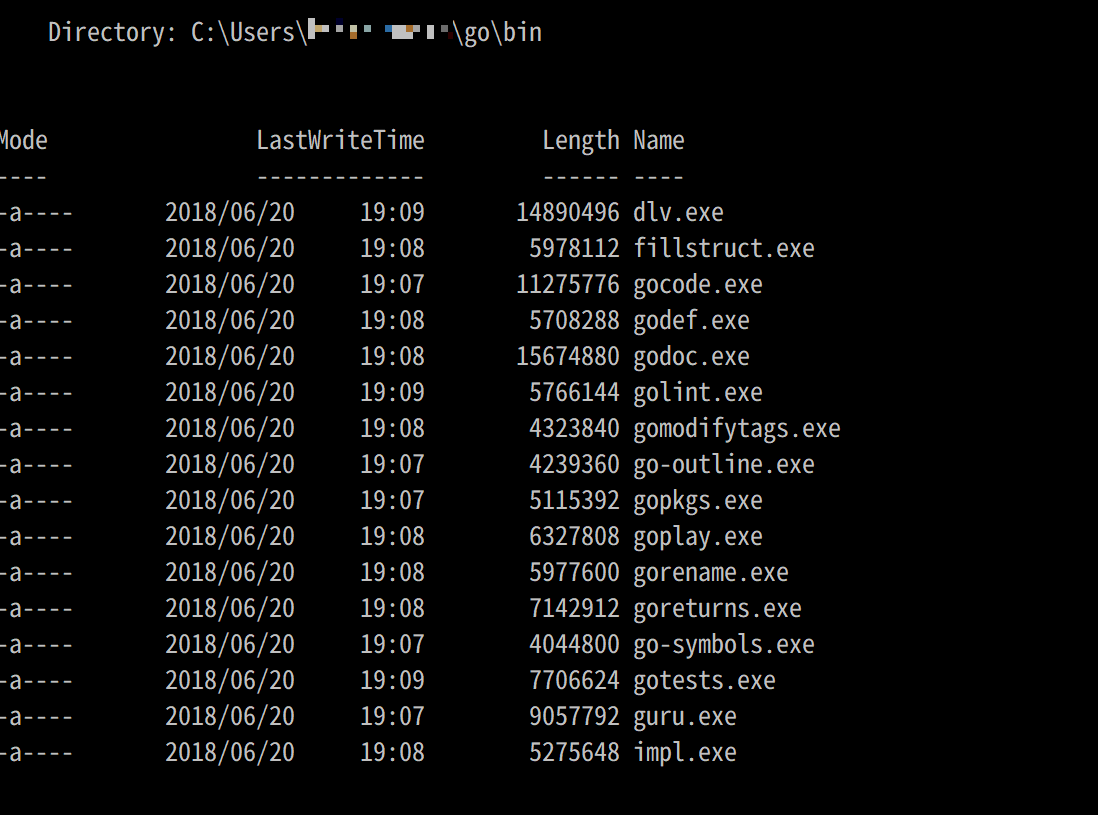 Directory: C:\Users\ \go\bin
Mode LastWriteTime Length Name
---- ------------- ------ ----
-a---- 2018/06/20 19:09 14890496 dlv.exe
-a---- 2018/06/20 19:08 5978112 fillstruct.exe
-a---- 2018/06/20 19:07 11275776 gocode.exe
-a---- 2018/06/20 19:08 5708288 godef.exe
-a---- 2018/06/20 19:08 15674880 godoc.exe
-a---- 2018/06/20 19:09 5766144 golint.exe
-a---- 2018/06/20 19:08 4323840 gomodifytags.exe
-a---- 2018/06/20 19:07 4239360 go-outline.exe
-a---- 2018/06/20 19:07 5115392 gopkgs.exe
-a---- 2018/06/20 19:08 6327808 goplay.exe
-a---- 2018/06/20 19:08 5977600 gorename.exe
-a---- 2018/06/20 19:08 7142912 goreturns.exe
-a---- 2018/06/20 19:07 4044800 go-symbols.exe
-a---- 2018/06/20 19:09 7706624 gotests.exe
-a---- 2018/06/20 19:07 9057792 guru.exe
-a---- 2018/06/20 19:08 5275648 impl.exe